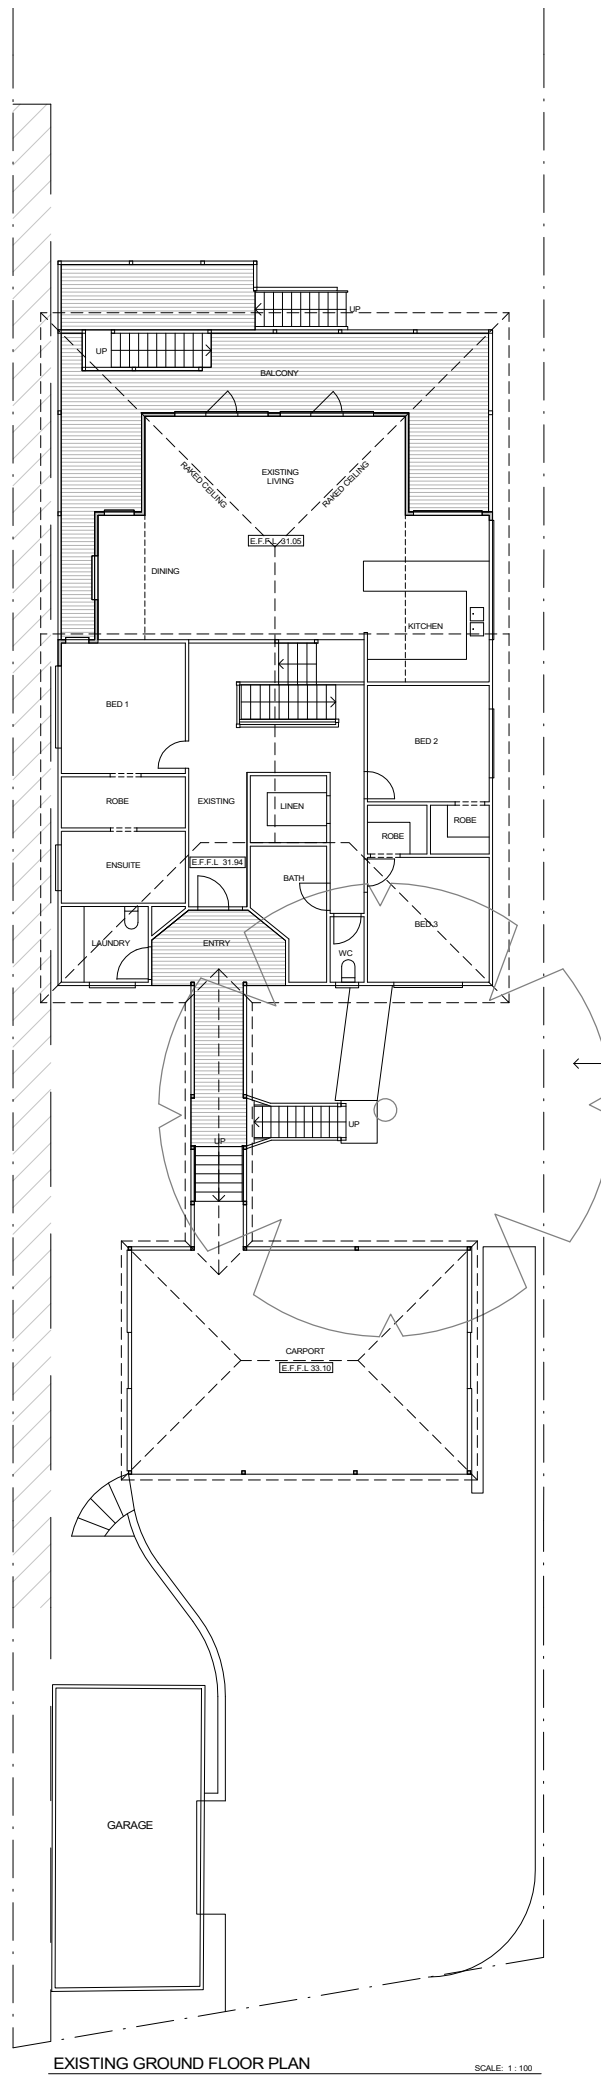 UP
UP
BALCONY
RAKED CEILING
EXISTING
LIVING
RAKED CEILING
E.F.F.L 31.05
DINING
KITCHEN
BED 1
BED 2
ROBE
EXISTING
LINEN
ROBE
ROBE
ENSUITE
E.F.F.L 31.94
BATH
LAUNDRY
ENTRY
WC
BED 3
UP
UP
CARPORT
E.F.F.L 33.10
GARAGE
EXISTING GROUND FLOOR PLAN
SCALE: 1 : 100